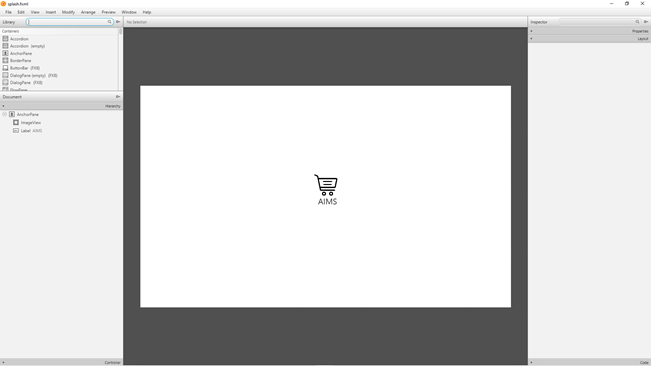 splash.fxml
File Edit View Insert Modify Arrange Preview Window Help
Library
No Selection
Inspector
Containers
Properties
Accordion
Layout
Accordion (empty)
AnchorPane
BorderPane
ButtonBar (FX8)
DialogPane (empty) (FX8)
DialogPane (FX8)
FlowPane
Document
Hierarchy
AnchorPane
ImageView
Label AIMS
AIMS
Controller
Code